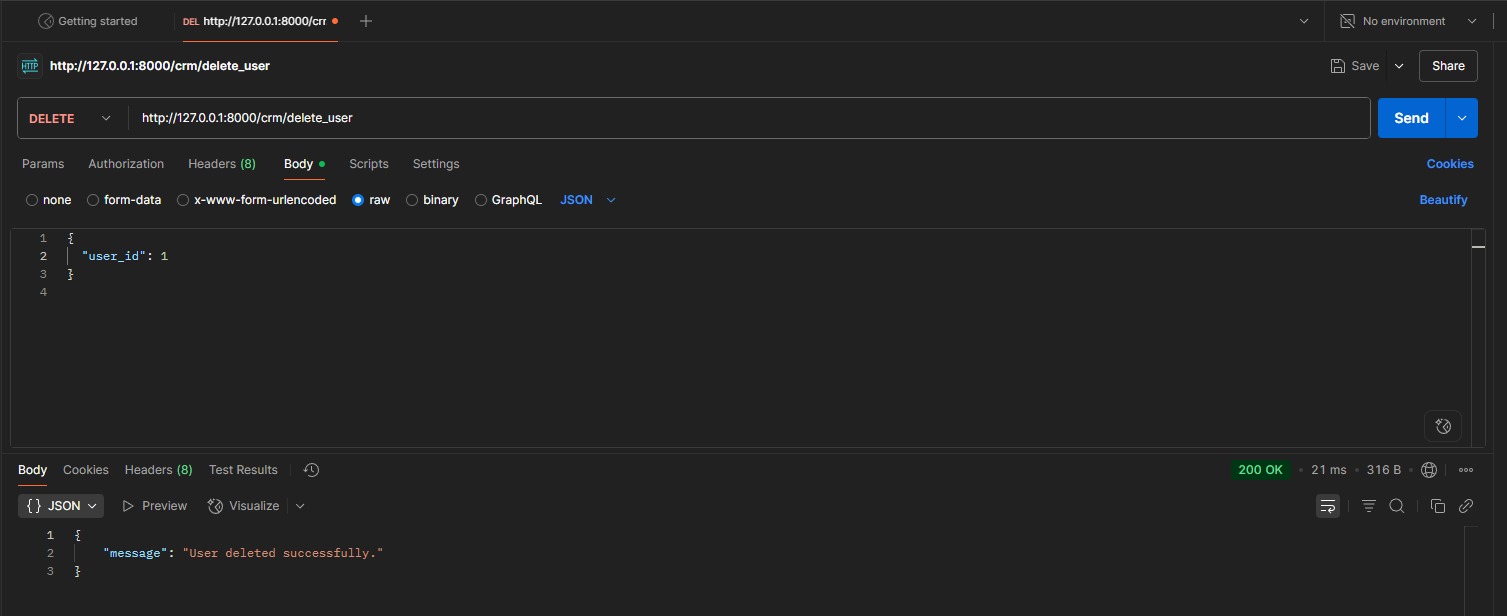 Getting started
DEL http://127.0.0.1:8000/crr
No environment
HTTP http://127.0.0.1:8000/crm/delete_user
Save
Share
DELETE http://127.0.0.1:8000/crm/delete_user
Send
Params Authorization Headers (8) Body Scripts Settings
Cookies
none form-data x-www-form-urlencoded raw binary GraphQL JSON
Beautify
1 {
2 "user_id": 1
3 }
4
Body Cookies Headers (8) Test Results
200 OK • 21 ms • 316 B •
{} JSON Preview Visualize
1 {
2 "message": "User deleted successfully."
3 }